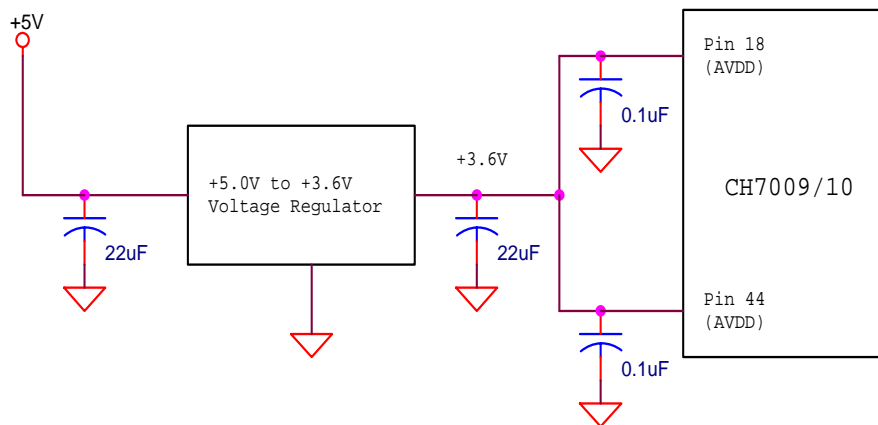 +5V
+5.0V to +3.6V
Voltage Regulator
22uF
+3.6V
22uF
0.1uF
Pin 18
(AVDD)
CH7009/10
Pin 44
(AVDD)
0.1uF